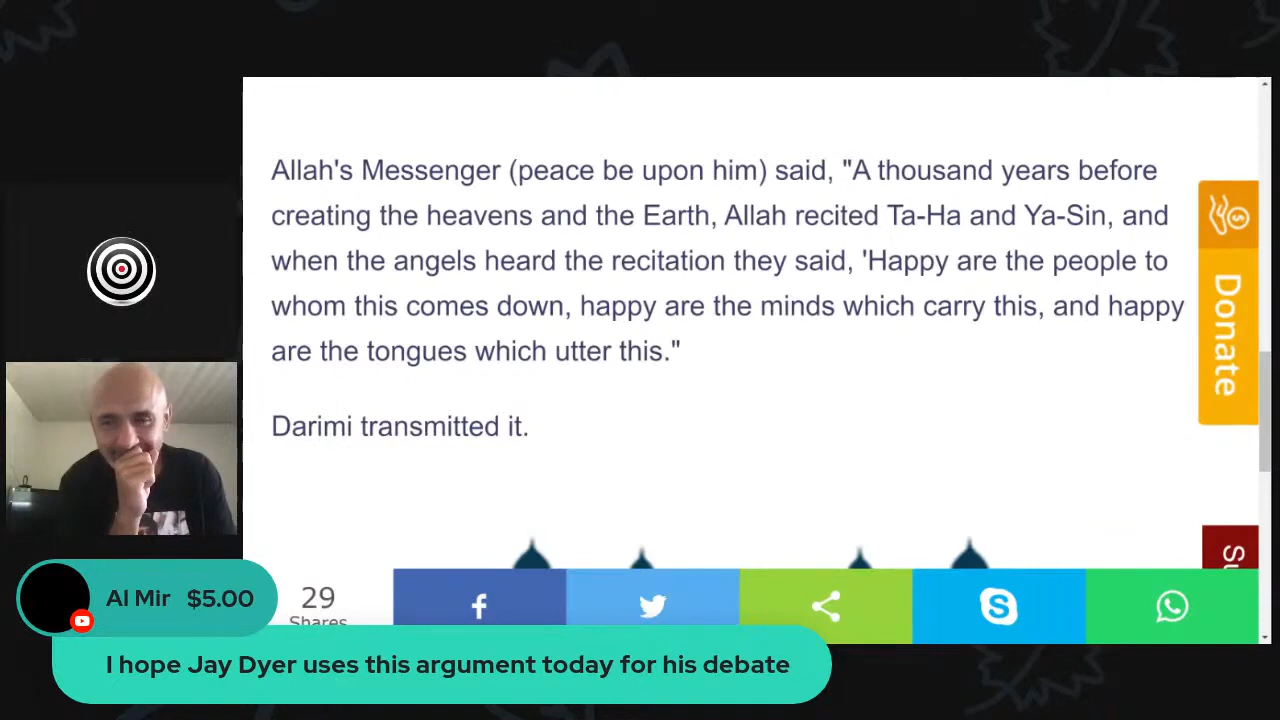 Allah's Messenger (peace be upon him) said, "A thousand years before
creating the heavens and the Earth, Allah recited Ta-Ha and Ya-Sin, and
when the angels heard the recitation they said, 'Happy are the people to
whom this comes down, happy are the minds which carry this, and happy
are the tongues which utter this."
Darimi transmitted it.
Donate
Su
29
Shares
Al Mir $5.00
I hope Jay Dyer uses this argument today for his debate